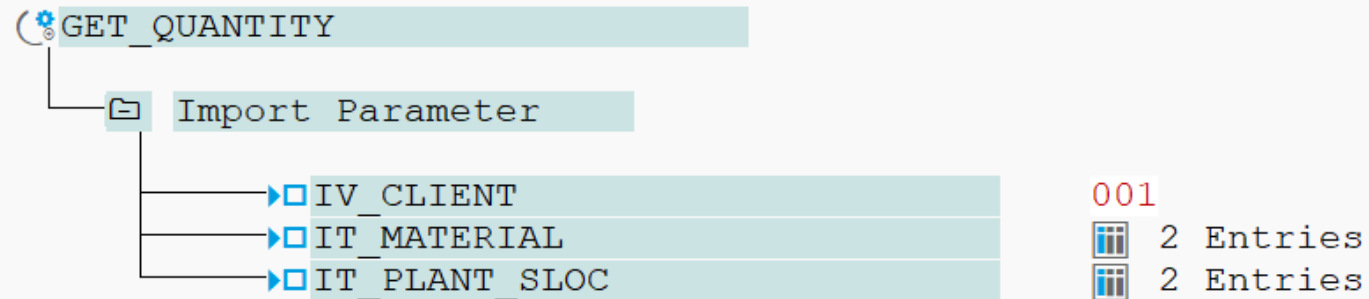 GET_QUANTITY
Import Parameter
IV_CLIENT 001
IT_MATERIAL 2 Entries
IT_PLANT_SLOC 2 Entries